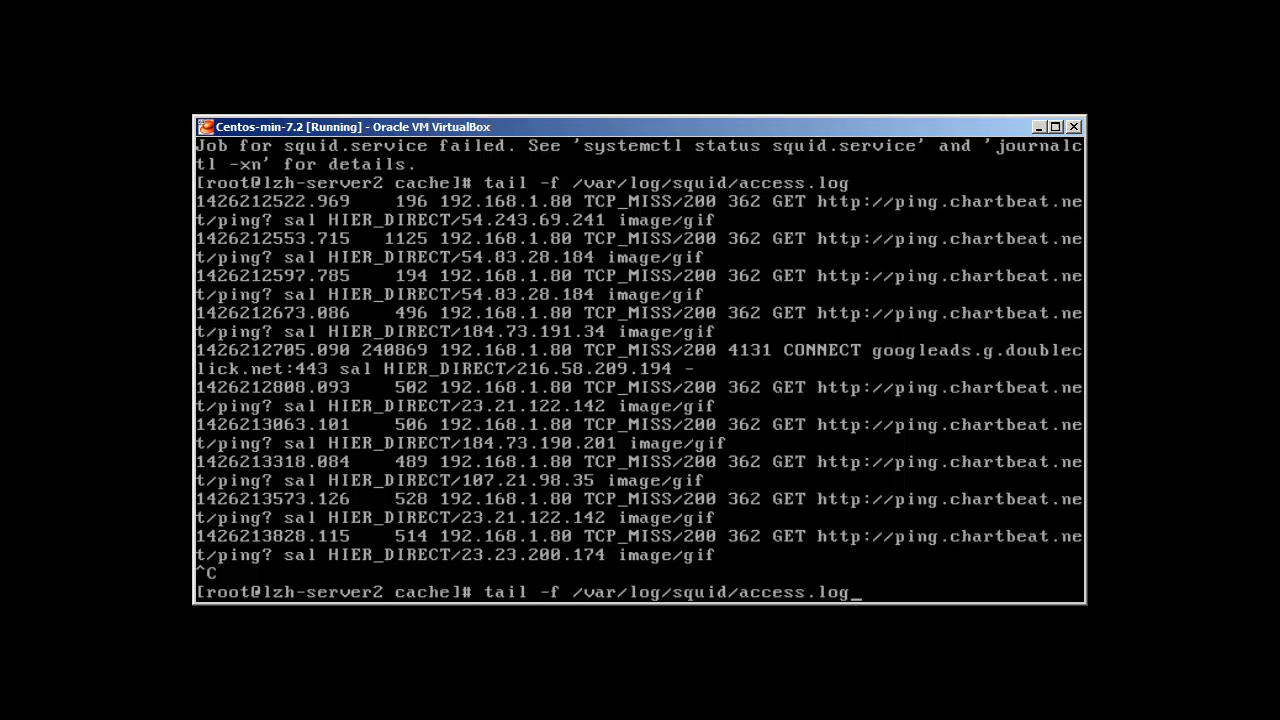 Centos-min-7.2 [Running] - Oracle VM VirtualBox
Job for squid.service failed. See 'systemctl status squid.service' and 'journalc
tl -xn' for details.
[root@lzh-server2 cache]# tail -f /var/log/squid/access.log
1426212522.969    196 192.168.1.80 TCP_MISS/200 362 GET http://ping.chartbeat.ne
t/ping? sal HIER_DIRECT/54.243.69.241 image/gif
1426212553.715   1125 192.168.1.80 TCP_MISS/200 362 GET http://ping.chartbeat.ne
t/ping? sal HIER_DIRECT/54.83.28.184 image/gif
1426212597.785    194 192.168.1.80 TCP_MISS/200 362 GET http://ping.chartbeat.ne
t/ping? sal HIER_DIRECT/54.83.28.184 image/gif
1426212673.086    496 192.168.1.80 TCP_MISS/200 362 GET http://ping.chartbeat.ne
t/ping? sal HIER_DIRECT/184.73.191.34 image/gif
1426212705.090 240869 192.168.1.80 TCP_MISS/200 4131 CONNECT googleads.g.doublec
lick.net:443 sal HIER_DIRECT/216.58.209.194 -
1426212808.093    502 192.168.1.80 TCP_MISS/200 362 GET http://ping.chartbeat.ne
t/ping? sal HIER_DIRECT/23.21.122.142 image/gif
1426213063.101    506 192.168.1.80 TCP_MISS/200 362 GET http://ping.chartbeat.ne
t/ping? sal HIER_DIRECT/184.73.190.201 image/gif
1426213318.084    489 192.168.1.80 TCP_MISS/200 362 GET http://ping.chartbeat.ne
t/ping? sal HIER_DIRECT/107.21.98.35 image/gif
1426213573.126    528 192.168.1.80 TCP_MISS/200 362 GET http://ping.chartbeat.ne
t/ping? sal HIER_DIRECT/23.21.122.142 image/gif
1426213828.115    514 192.168.1.80 TCP_MISS/200 362 GET http://ping.chartbeat.ne
t/ping? sal HIER_DIRECT/23.23.200.174 image/gif
^C
[root@lzh-server2 cache]# tail -f /var/log/squid/access.log_